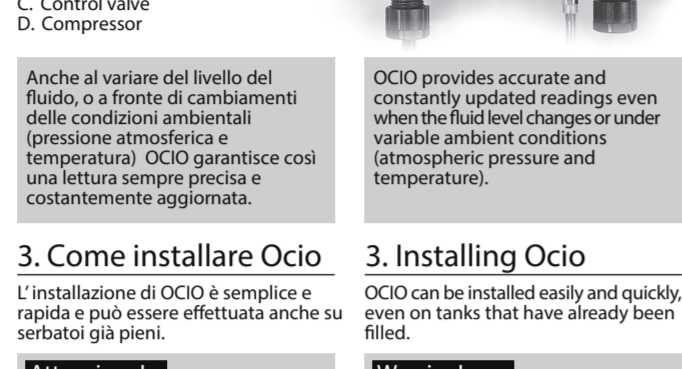 C. Control valve
D. Compressor
Anche al variare del livello del
fluido, o a fronte di cambiamenti
delle condizioni ambientali
(pressione atmosferica e
temperatura) OCIO garantisce così
una lettura sempre precisa e
costantemente aggiornata.
OCIO provides accurate and
constantly updated readings even
when the fluid level changes or under
variable ambient conditions
(atmospheric pressure and
temperature).
3. Come installare Ocio
L’ installazione di OCIO è semplice e
rapida e può essere effettuata anche su
serbatoi già pieni.
3. Installing Ocio
OCIO can be installed easily and quickly,
even on tanks that have already been
filled.